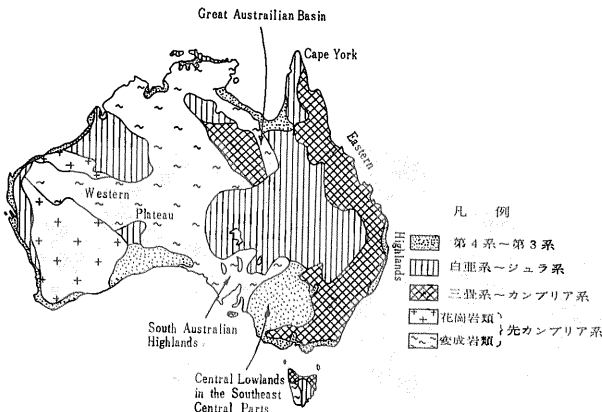 Great Austrailian Basin
Cape York
Eastern
Highlands
Western
Plateau
South Australian
Highlands
Central Lowlands
in the Southeast
Central Parts
凡 例
第4系～第3系
白亜系～ジュラ系
三畳系～カンブリア系
花崗岩類
変成岩類
先カンブリア系